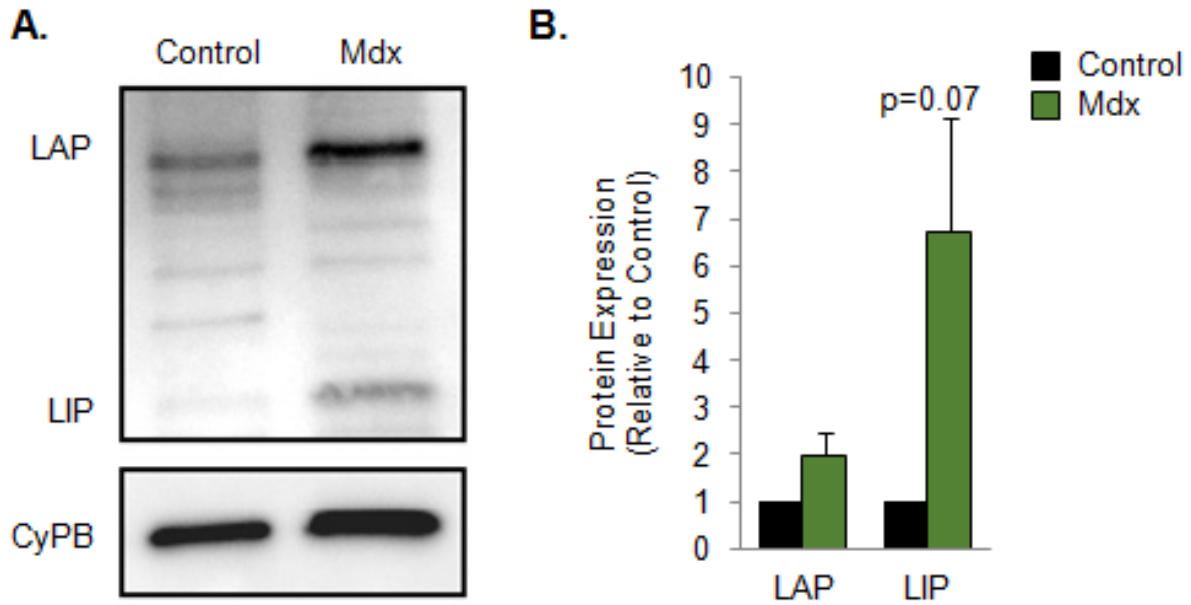 A.
Control Mdx
LAP
LIP
CyPB
B.
Protein Expression
(Relative to Control)
10
9
8
7
6
5
4
3
2
1
0
p=0.07
LAP LIP
Control
Mdx